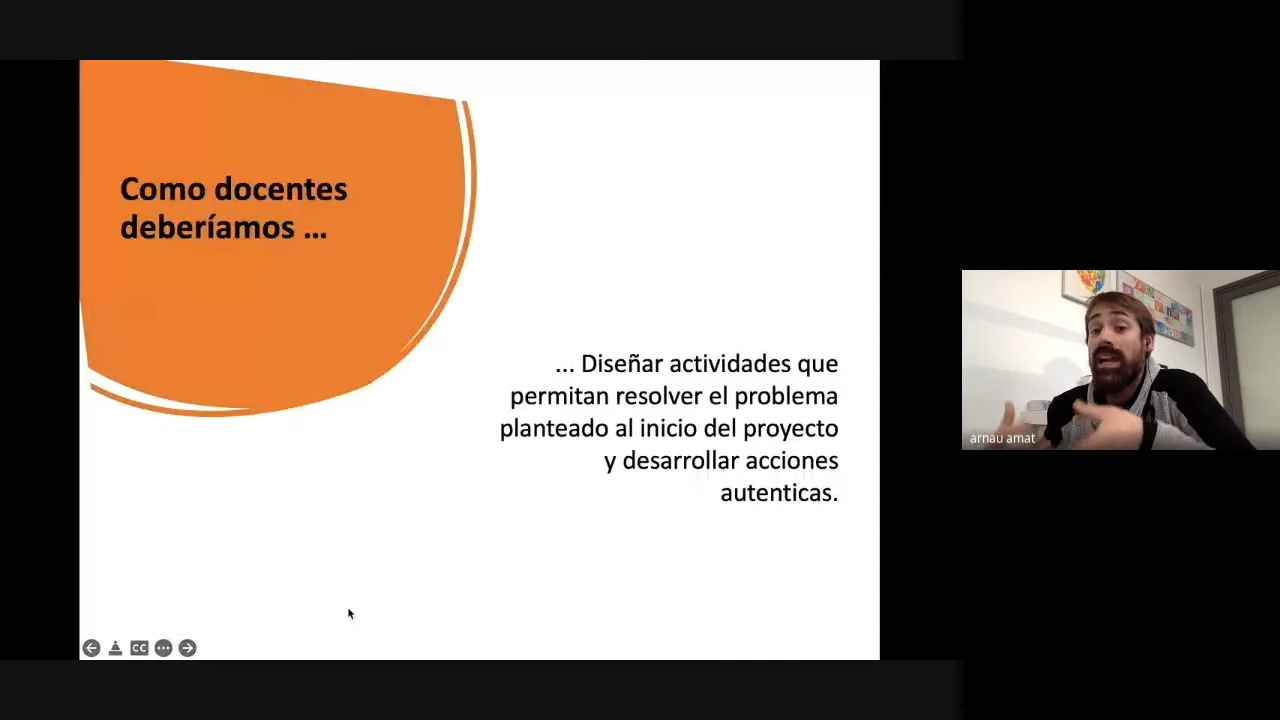 Como docentes
deberíamos ...
... Diseñar actividades que
permitan resolver el problema
planteado al inicio del proyecto
y desarrollar acciones
autenticas.
arnau amat
CC